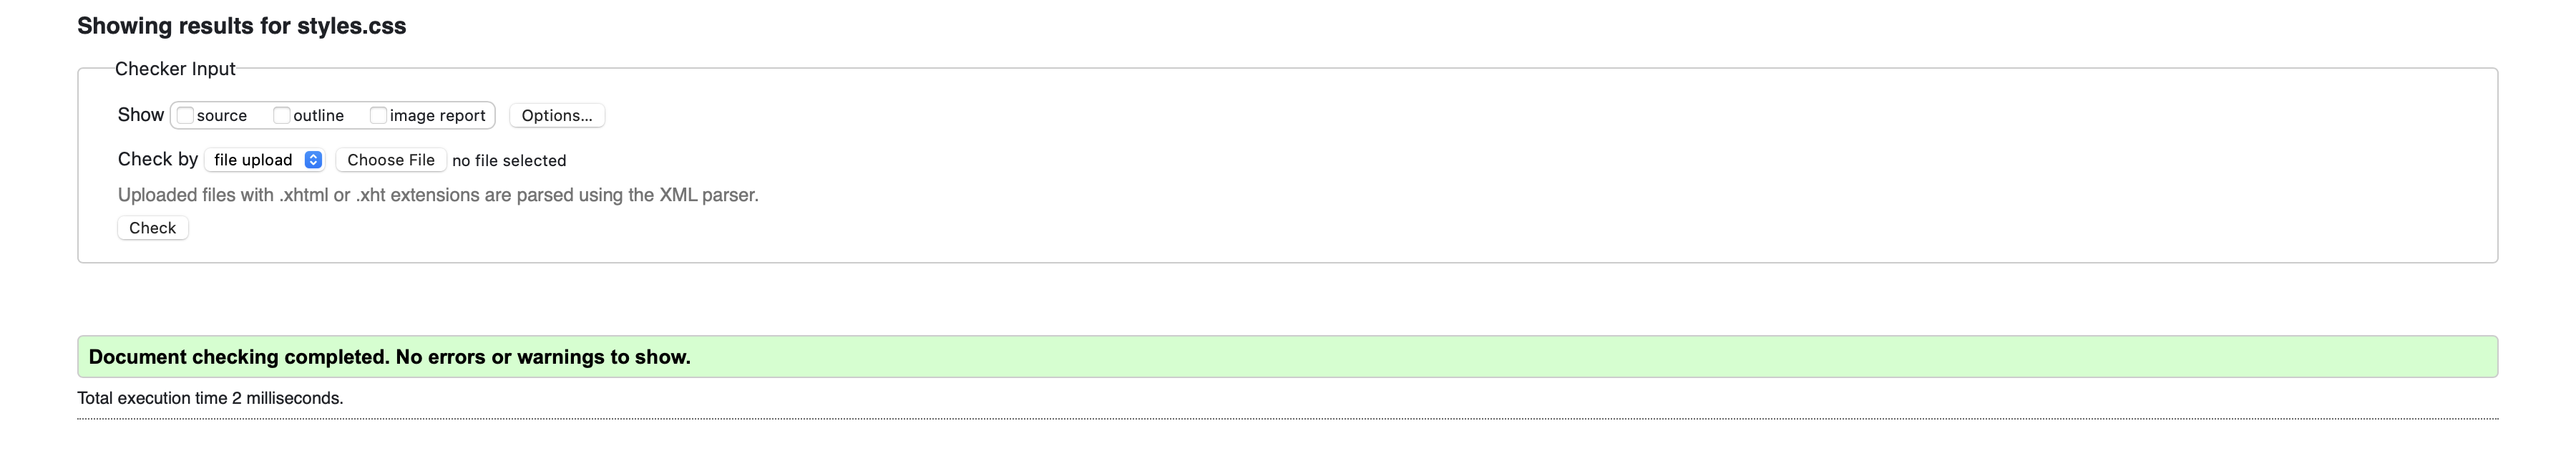 Showing results for styles.css
Checker Input
Show source outline image report Options...
Check by file upload Choose File no file selected
Uploaded files with .xhtml or .xht extensions are parsed using the XML parser.
Check
Document checking completed. No errors or warnings to show.
Total execution time 2 milliseconds.